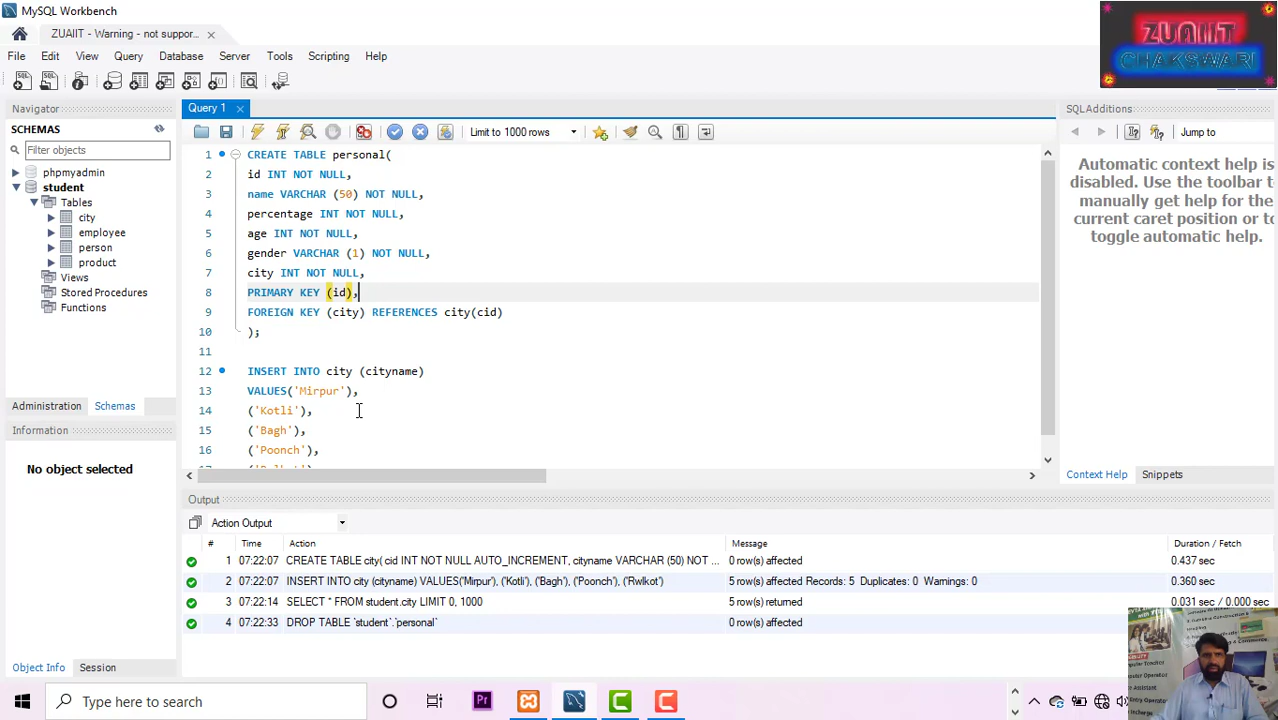 MySQL Workbench
ZUAIIT - Warning - not suppor...
ZUAIIT
CHAKSWARI
File Edit View Query Database Server Tools Scripting Help
Navigator
SCHEMAS
Filter objects
phpmyadmin
student
Tables
city
employee
person
product
Views
Stored Procedures
Functions
Administration Schemas
Information
No object selected
Object Info Session
Query 1
Limit to 1000 rows
1 CREATE TABLE personal(
2 id INT NOT NULL,
3 name VARCHAR (50) NOT NULL,
4 percentage INT NOT NULL,
5 age INT NOT NULL,
6 gender VARCHAR (1) NOT NULL,
7 city INT NOT NULL,
8 PRIMARY KEY (id),
9 FOREIGN KEY (city) REFERENCES city(cid)
10 );
11
12 INSERT INTO city (cityname)
13 VALUES('Mirpur'),
14 ('Kotli'),
15 ('Bagh'),
16 ('Poonch'),
17
SQLAdditions
Jump to
Automatic context help is
disabled. Use the toolbar to
manually get help for the
current caret position or to
toggle automatic help.
Context Help Snippets
Output
Action Output
# Time Action Message Duration / Fetch
1 07:22:07 CREATE TABLE city( cid INT NOT NULL AUTO_INCREMENT, cityname VARCHAR (50) NOT ... 0 row(s) affected 0.437 sec
2 07:22:07 INSERT INTO city (cityname) VALUES('Mirpur'), ('Kotli'), ('Bagh'), ('Poonch'), ('Rwlkot') 5 row(s) affected Records: 5 Duplicates: 0 Warnings: 0 0.360 sec
3 07:22:14 SELECT * FROM student.city LIMIT 0, 1000 5 row(s) returned 0.031 sec / 0.000 sec
4 07:22:33 DROP TABLE `student`.`personal` 0 row(s) affected
Type here to search